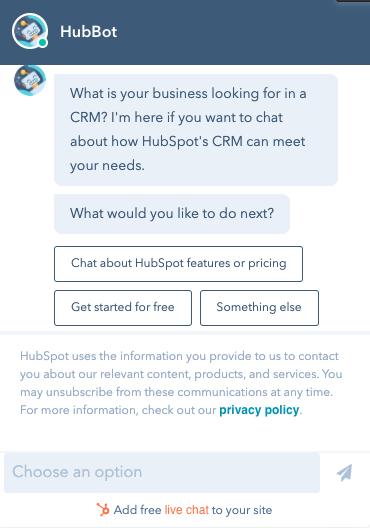 HubBot
What is your business looking for in a
CRM? I'm here if you want to chat
about how HubSpot's CRM can meet
your needs.
What would you like to do next?
Chat about HubSpot features or pricing
Get started for free
Something else
HubSpot uses the information you provide to us to contact
you about our relevant content, products, and services. You
may unsubscribe from these communications at any time.
For more information, check out our privacy policy.
Choose an option
Add free live chat to your site